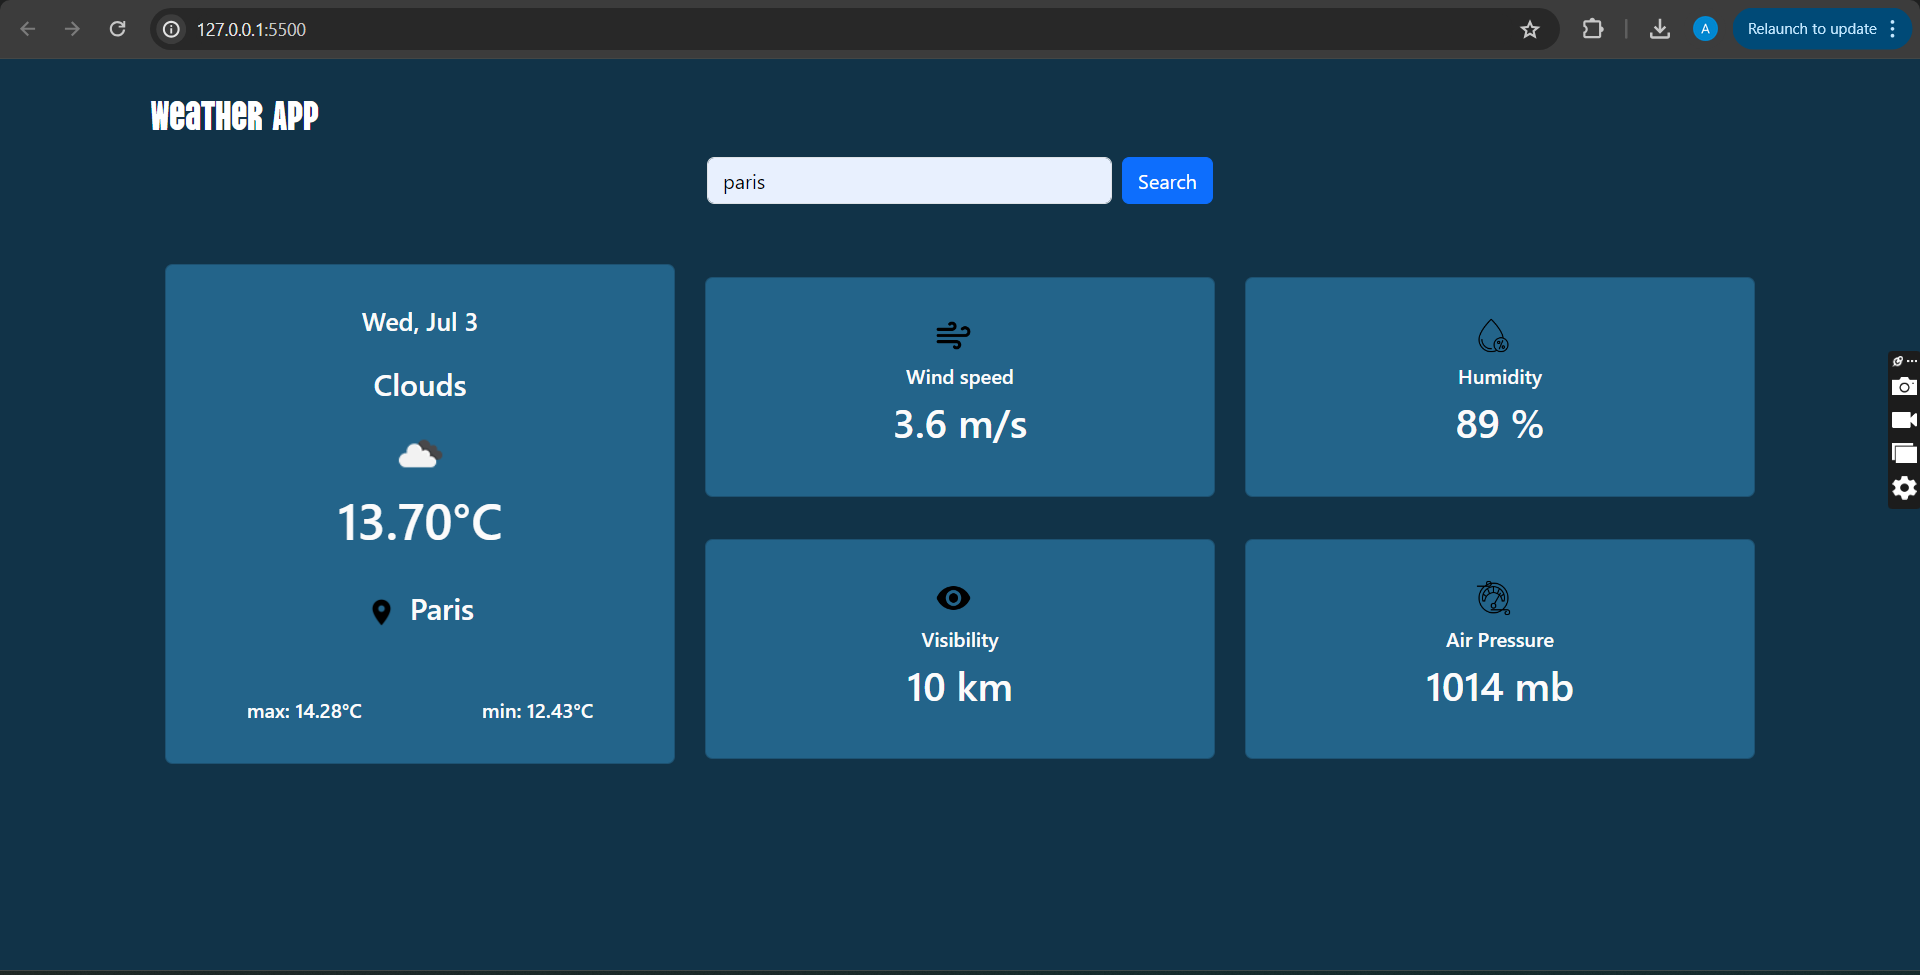 127.0.0.1:5500
A
Relaunch to update
Weather App
paris
Search
Wed, Jul 3
Clouds
13.70°C
Paris
max: 14.28°C
min: 12.43°C
Wind speed
3.6 m/s
%
Humidity
89 %
Visibility
10 km
Air Pressure
1014 mb